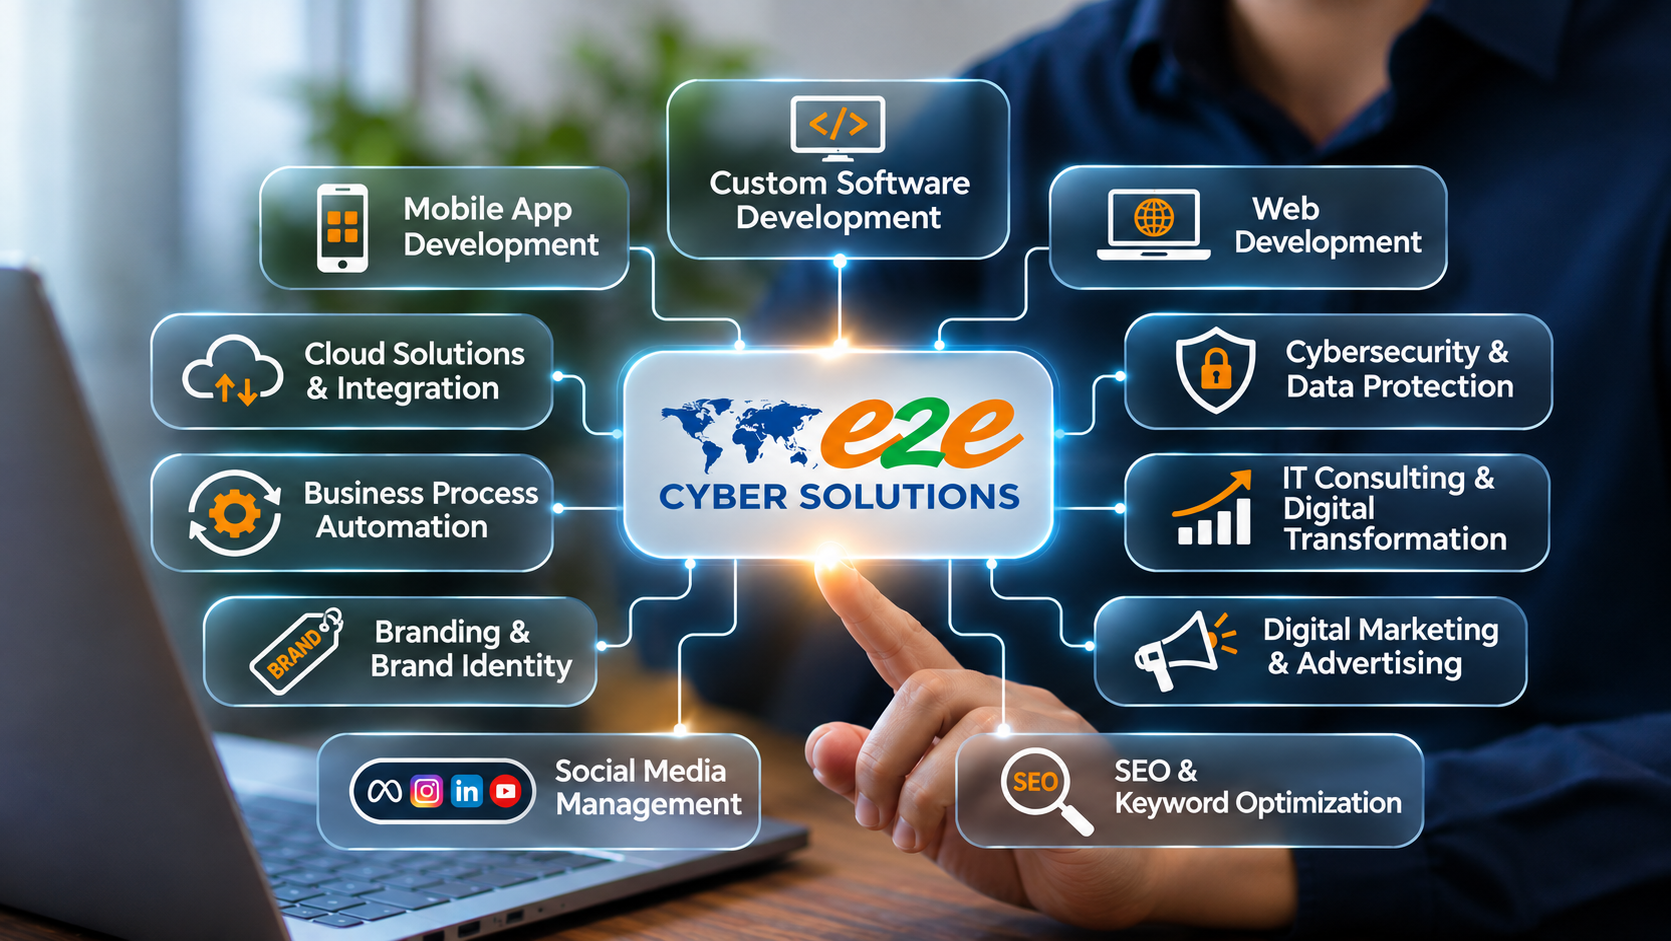 </>
Custom Software
Development
Mobile App
Development
Web
Development
Cloud Solutions
& Integration
e2e
CYBER SOLUTIONS
Cybersecurity &
Data Protection
Business Process
Automation
IT Consulting &
Digital
Transformation
BRAND
Branding &
Brand Identity
Digital Marketing
& Advertising
in
Social Media
Management
SEO
SEO &
Keyword Optimization